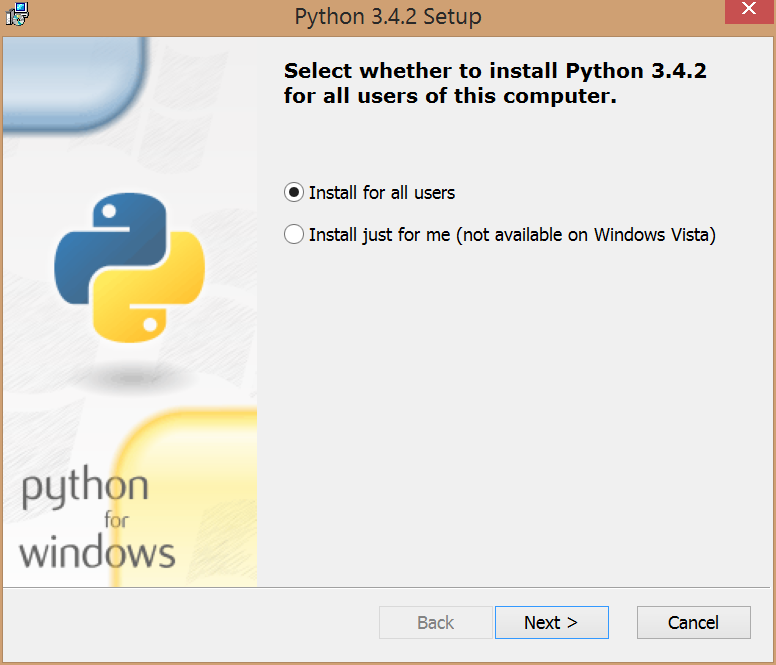 Python 3.4.2 Setup
Select whether to install Python 3.4.2
for all users of this computer.
Install for all users
Install just for me (not available on Windows Vista)
python
for
windows
Back
Next >
Cancel